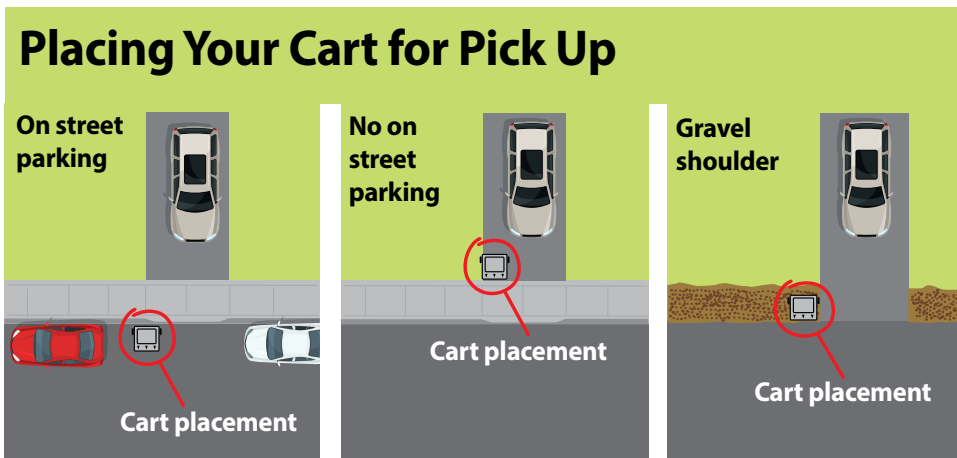 Placing Your Cart for Pick Up
On street
parking
Cart placement
No on
street
parking
Cart placement
Gravel
shoulder
Cart placement